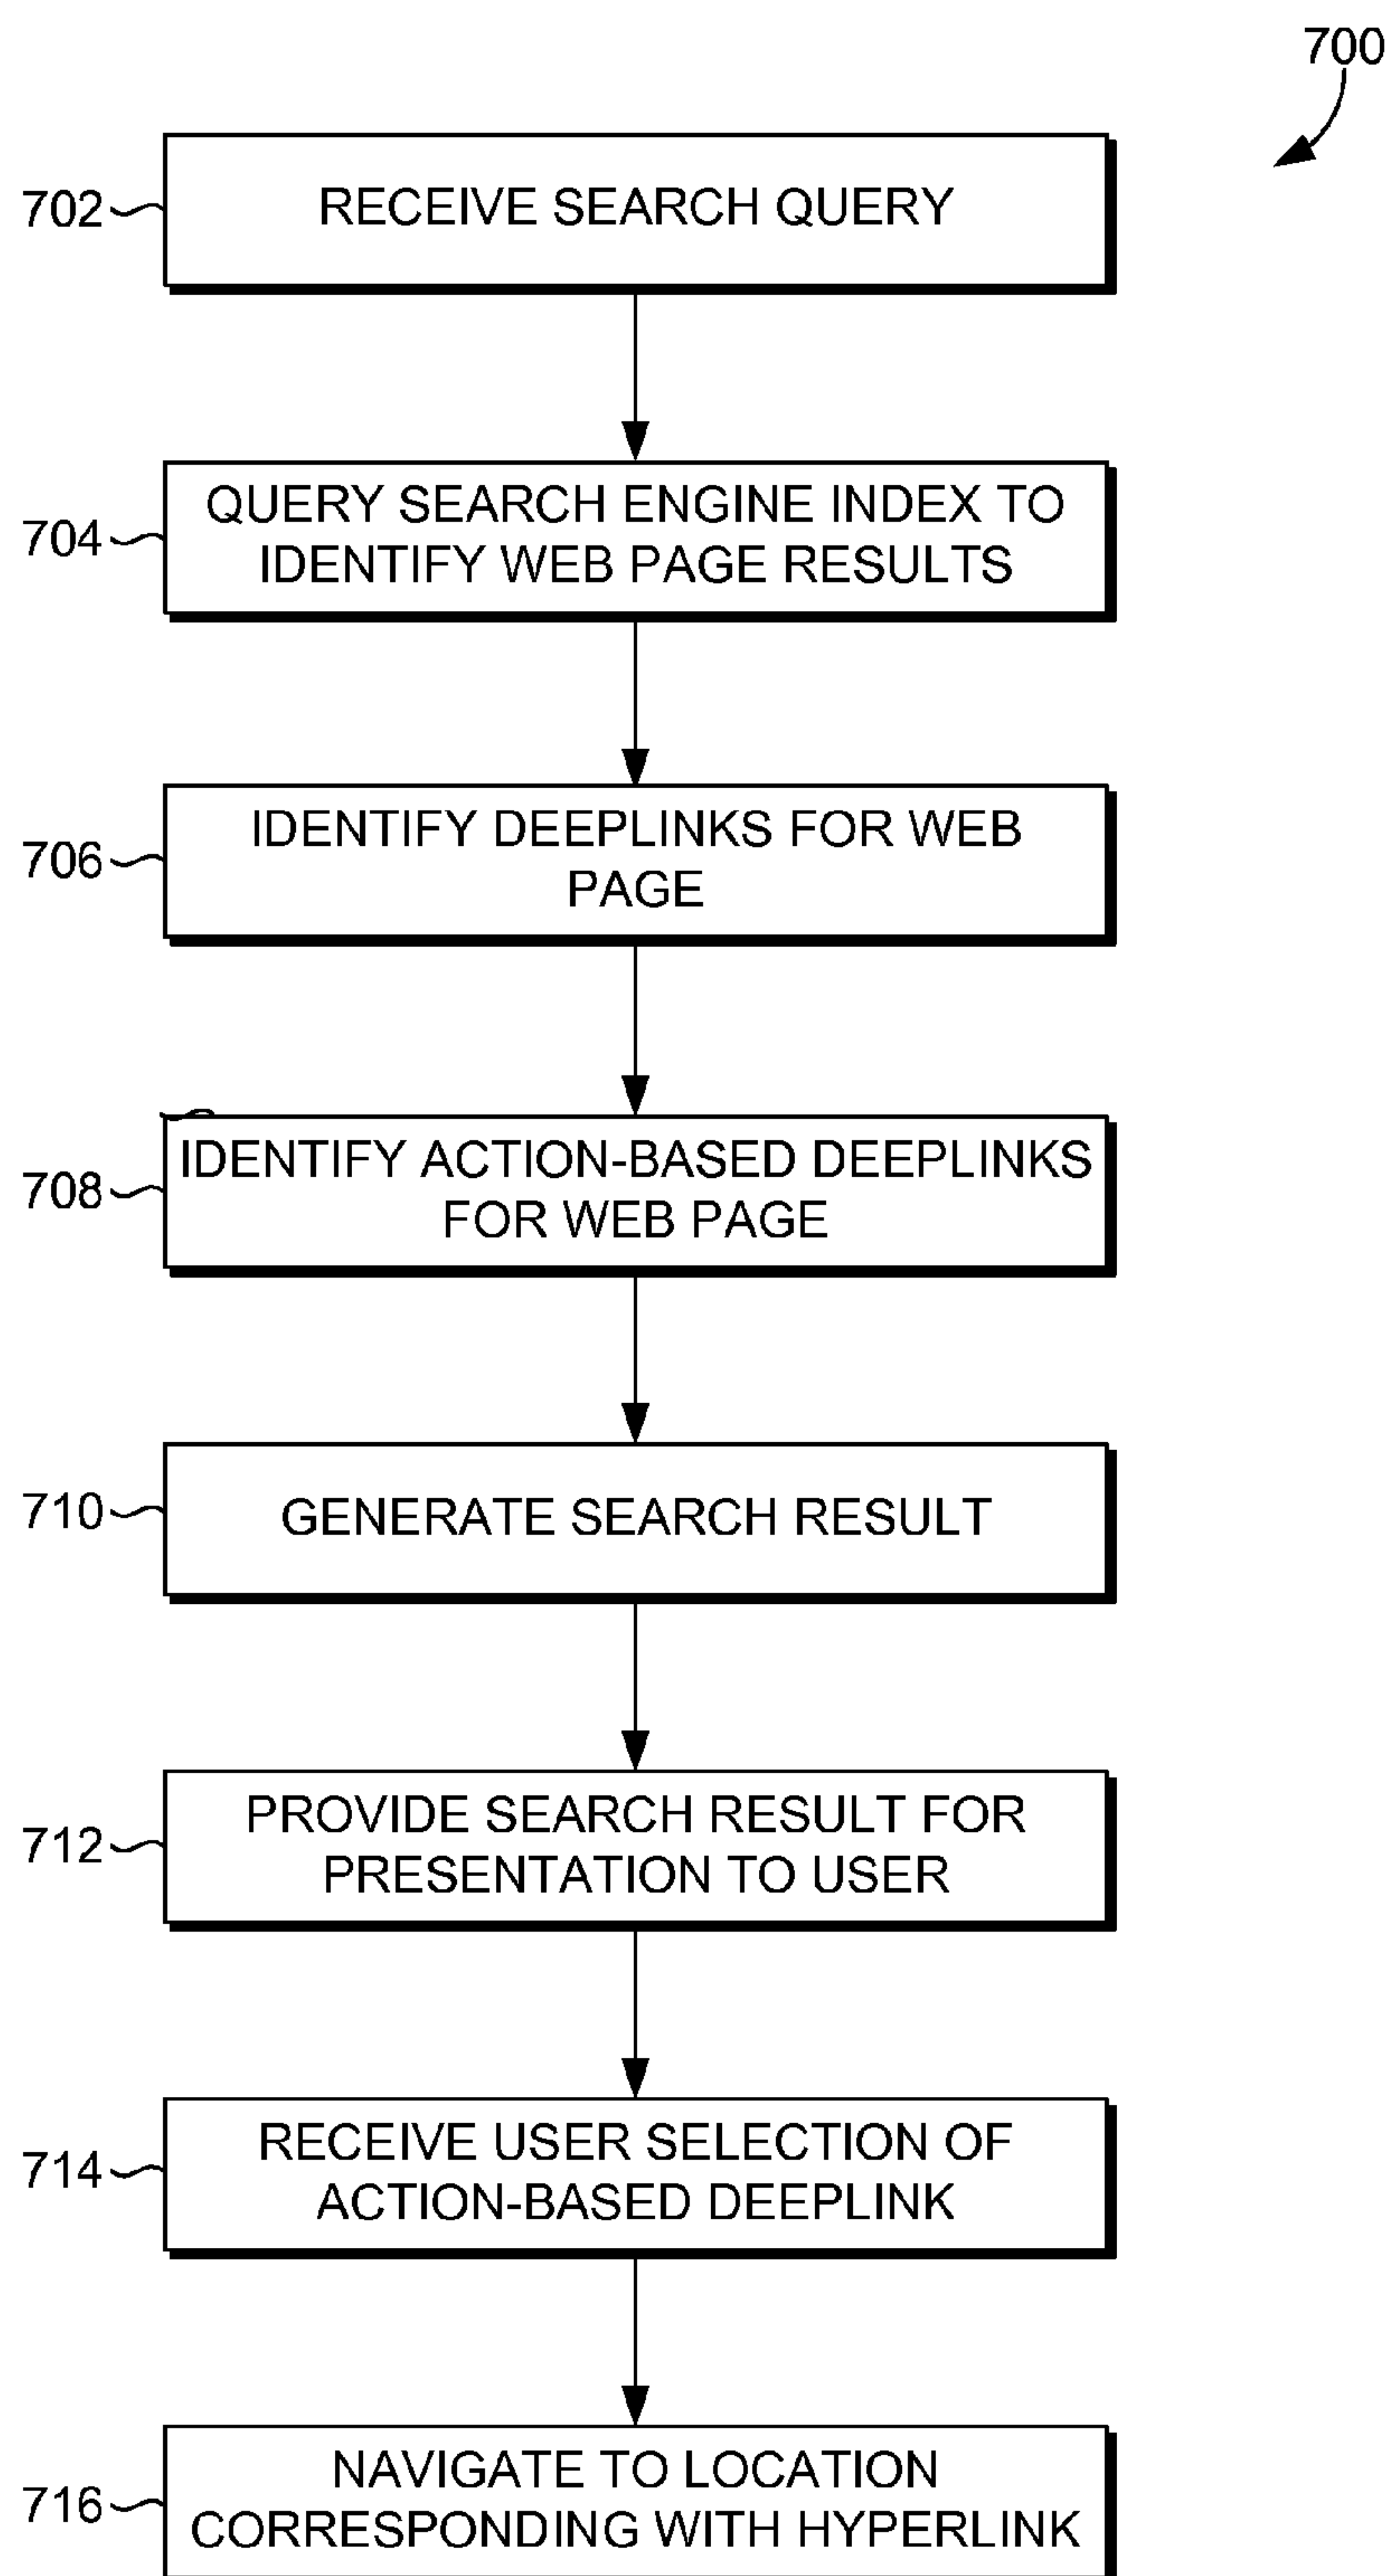 700
702
RECEIVE SEARCH QUERY
704
QUERY SEARCH ENGINE INDEX TO
IDENTIFY WEB PAGE RESULTS
706
IDENTIFY DEEPLINKS FOR WEB
PAGE
708
IDENTIFY ACTION-BASED DEEPLINKS
FOR WEB PAGE
710
GENERATE SEARCH RESULT
712
PROVIDE SEARCH RESULT FOR
PRESENTATION TO USER
714
RECEIVE USER SELECTION OF
ACTION-BASED DEEPLINK
716
NAVIGATE TO LOCATION
CORRESPONDING WITH HYPERLINK